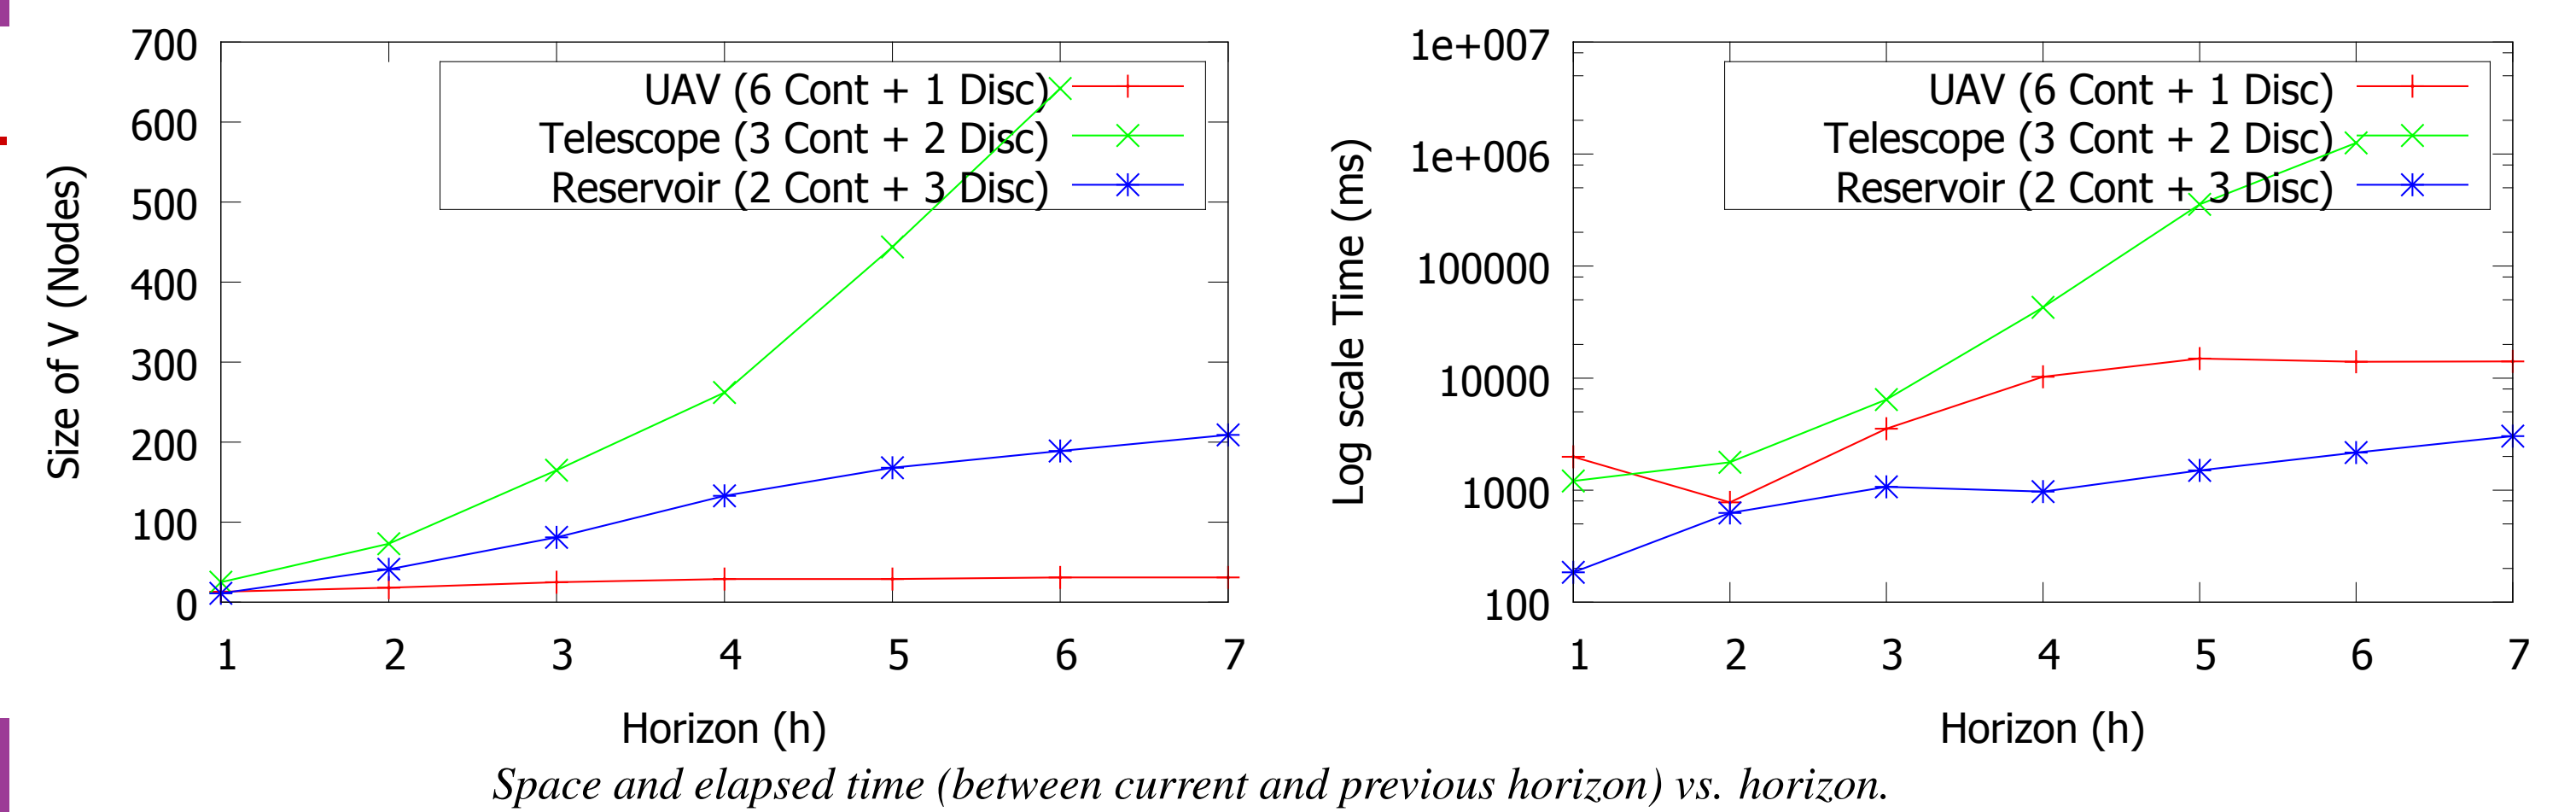 Size of V (Nodes)
700
600
500
400
300
200
100
0
UAV (6 Cont + 1 Disc)
Telescope (3 Cont + 2 Disc)
Reservoir (2 Cont + 3 Disc)
1 2 3 4 5 6 7
Horizon (h)
Log scale Time (ms)
1e+007
1e+006
100000
10000
1000
100
UAV (6 Cont + 1 Disc)
Telescope (3 Cont + 2 Disc)
Reservoir (2 Cont + 3 Disc)
1 2 3 4 5 6 7
Horizon (h)
Space and elapsed time (between current and previous horizon) vs. horizon.